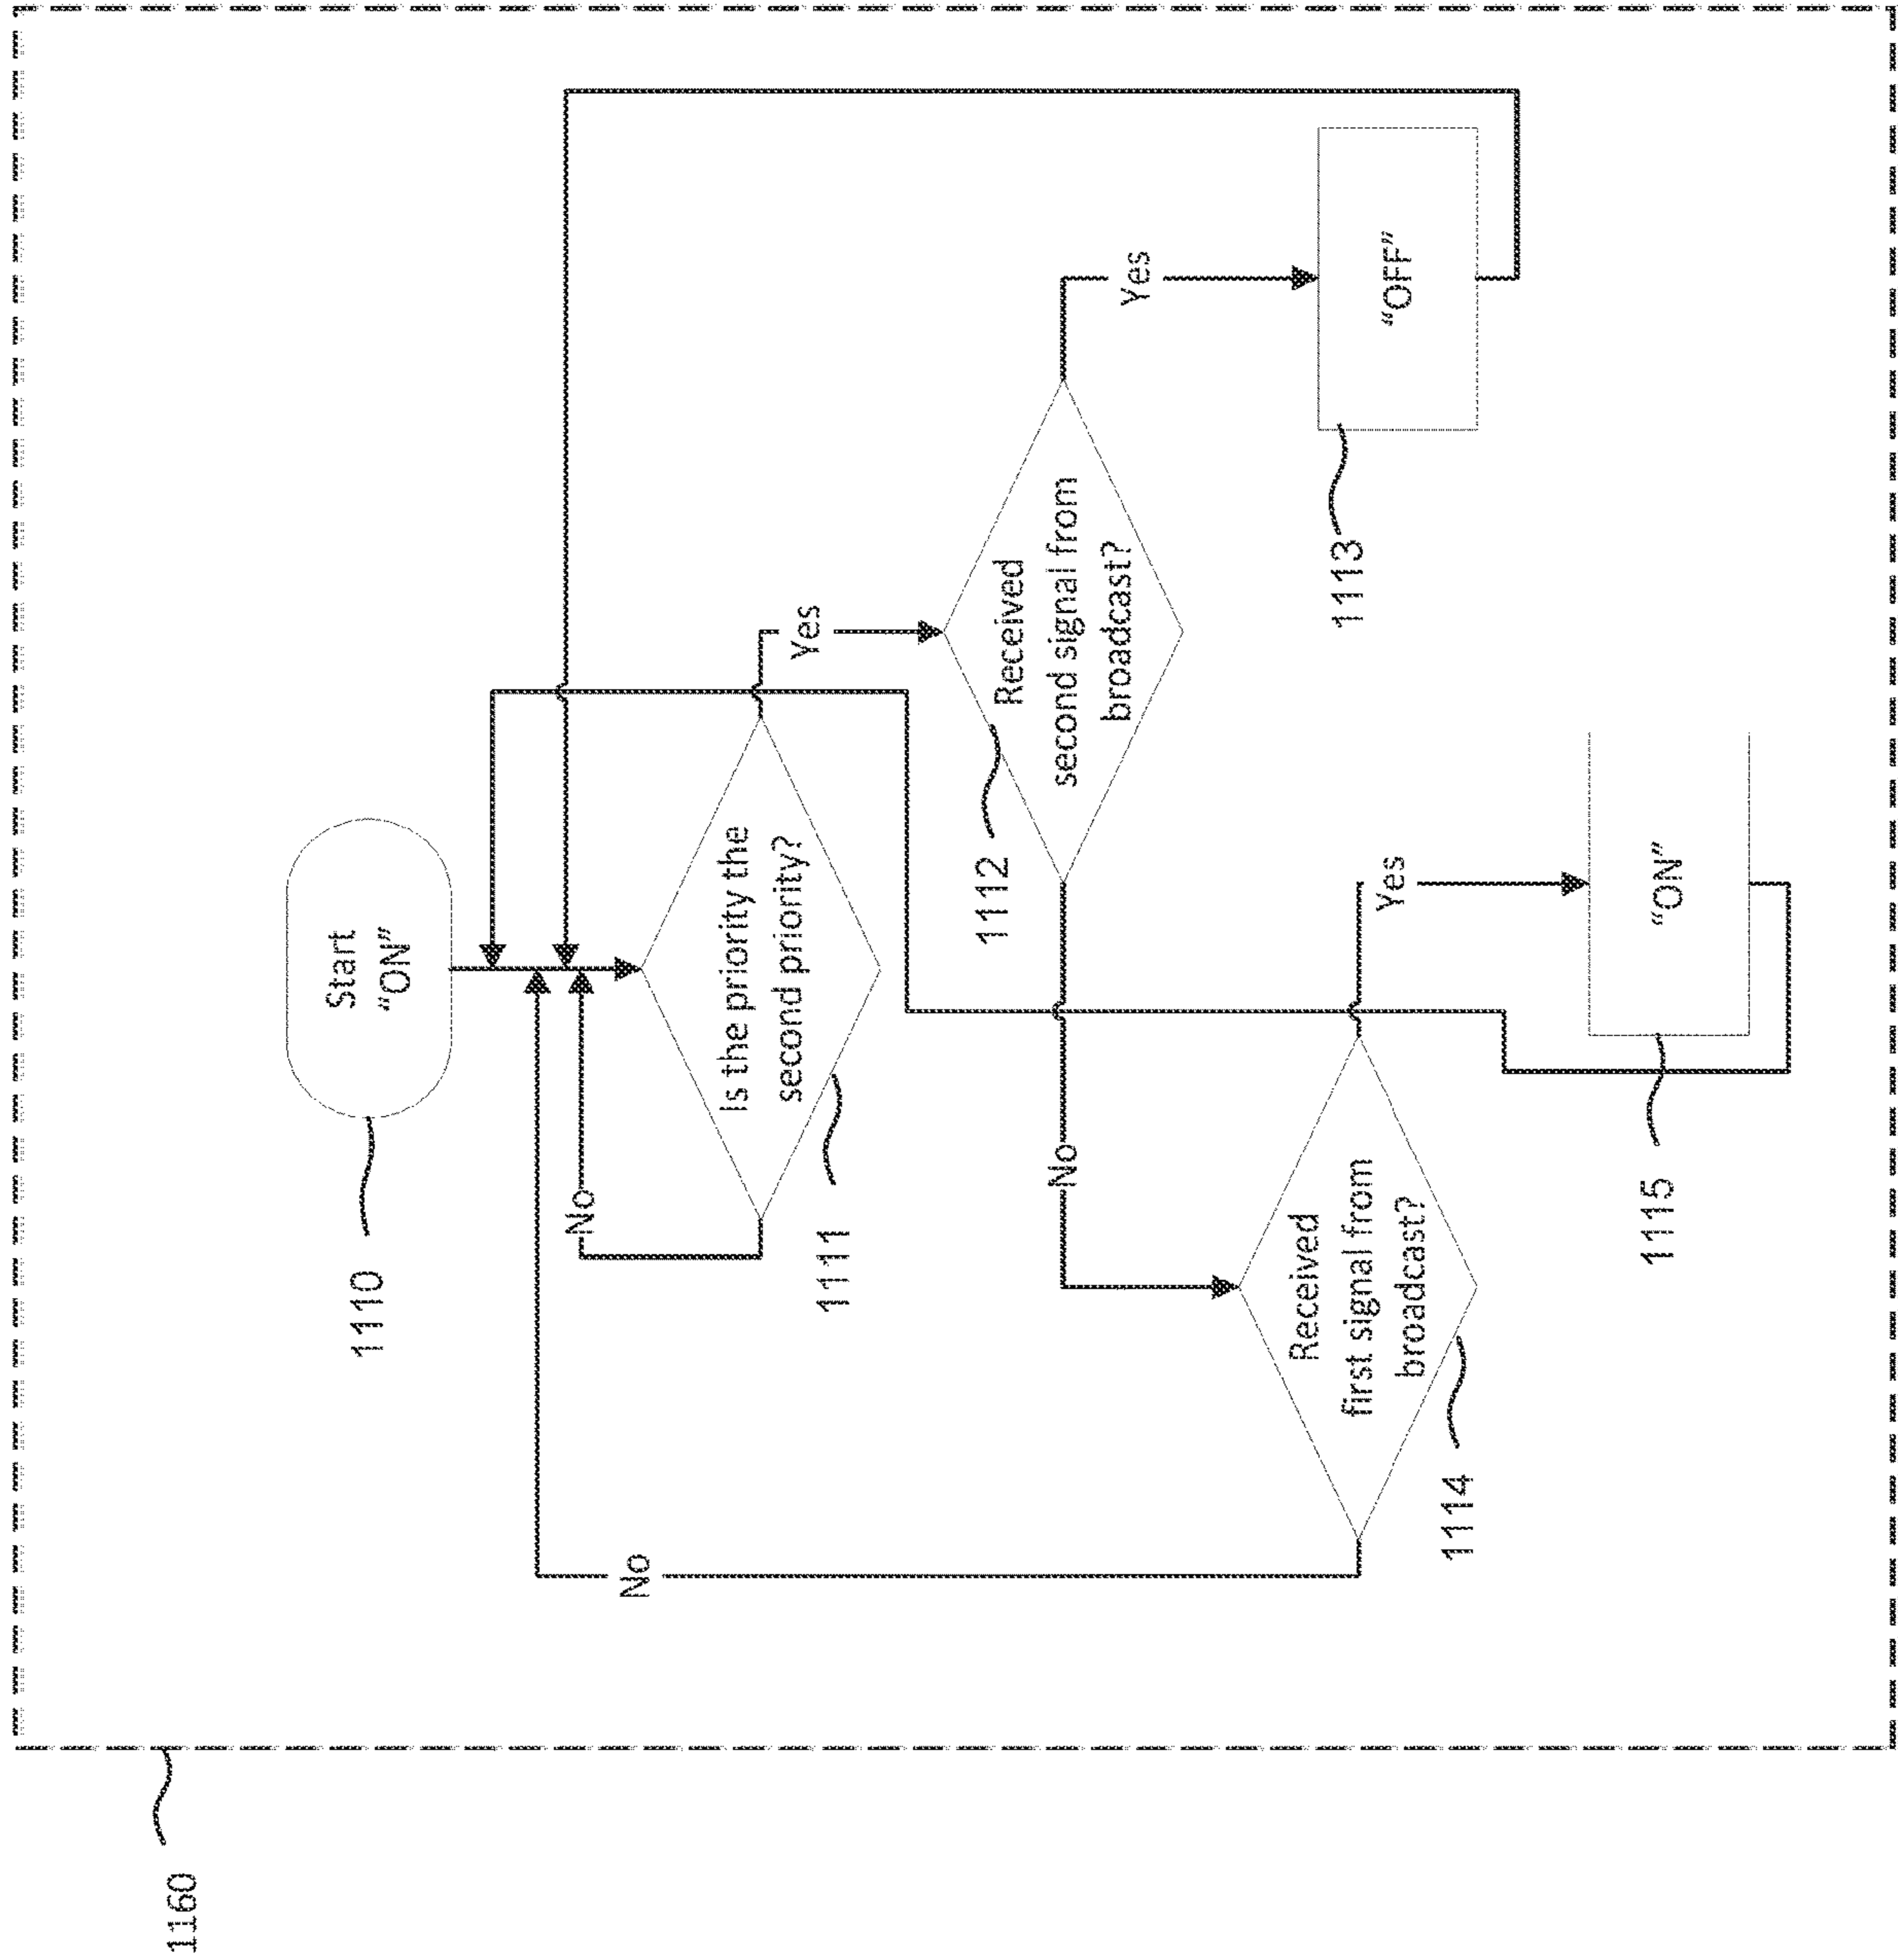 1160
1110
Start
“ON”
No
Is the priority the
second priority?
1111
Yes
1112
Received
second signal from
broadcast?
Yes
No
“OFF”
1113
No
Received
first signal from
broadcast?
1114
Yes
“ON”
1115